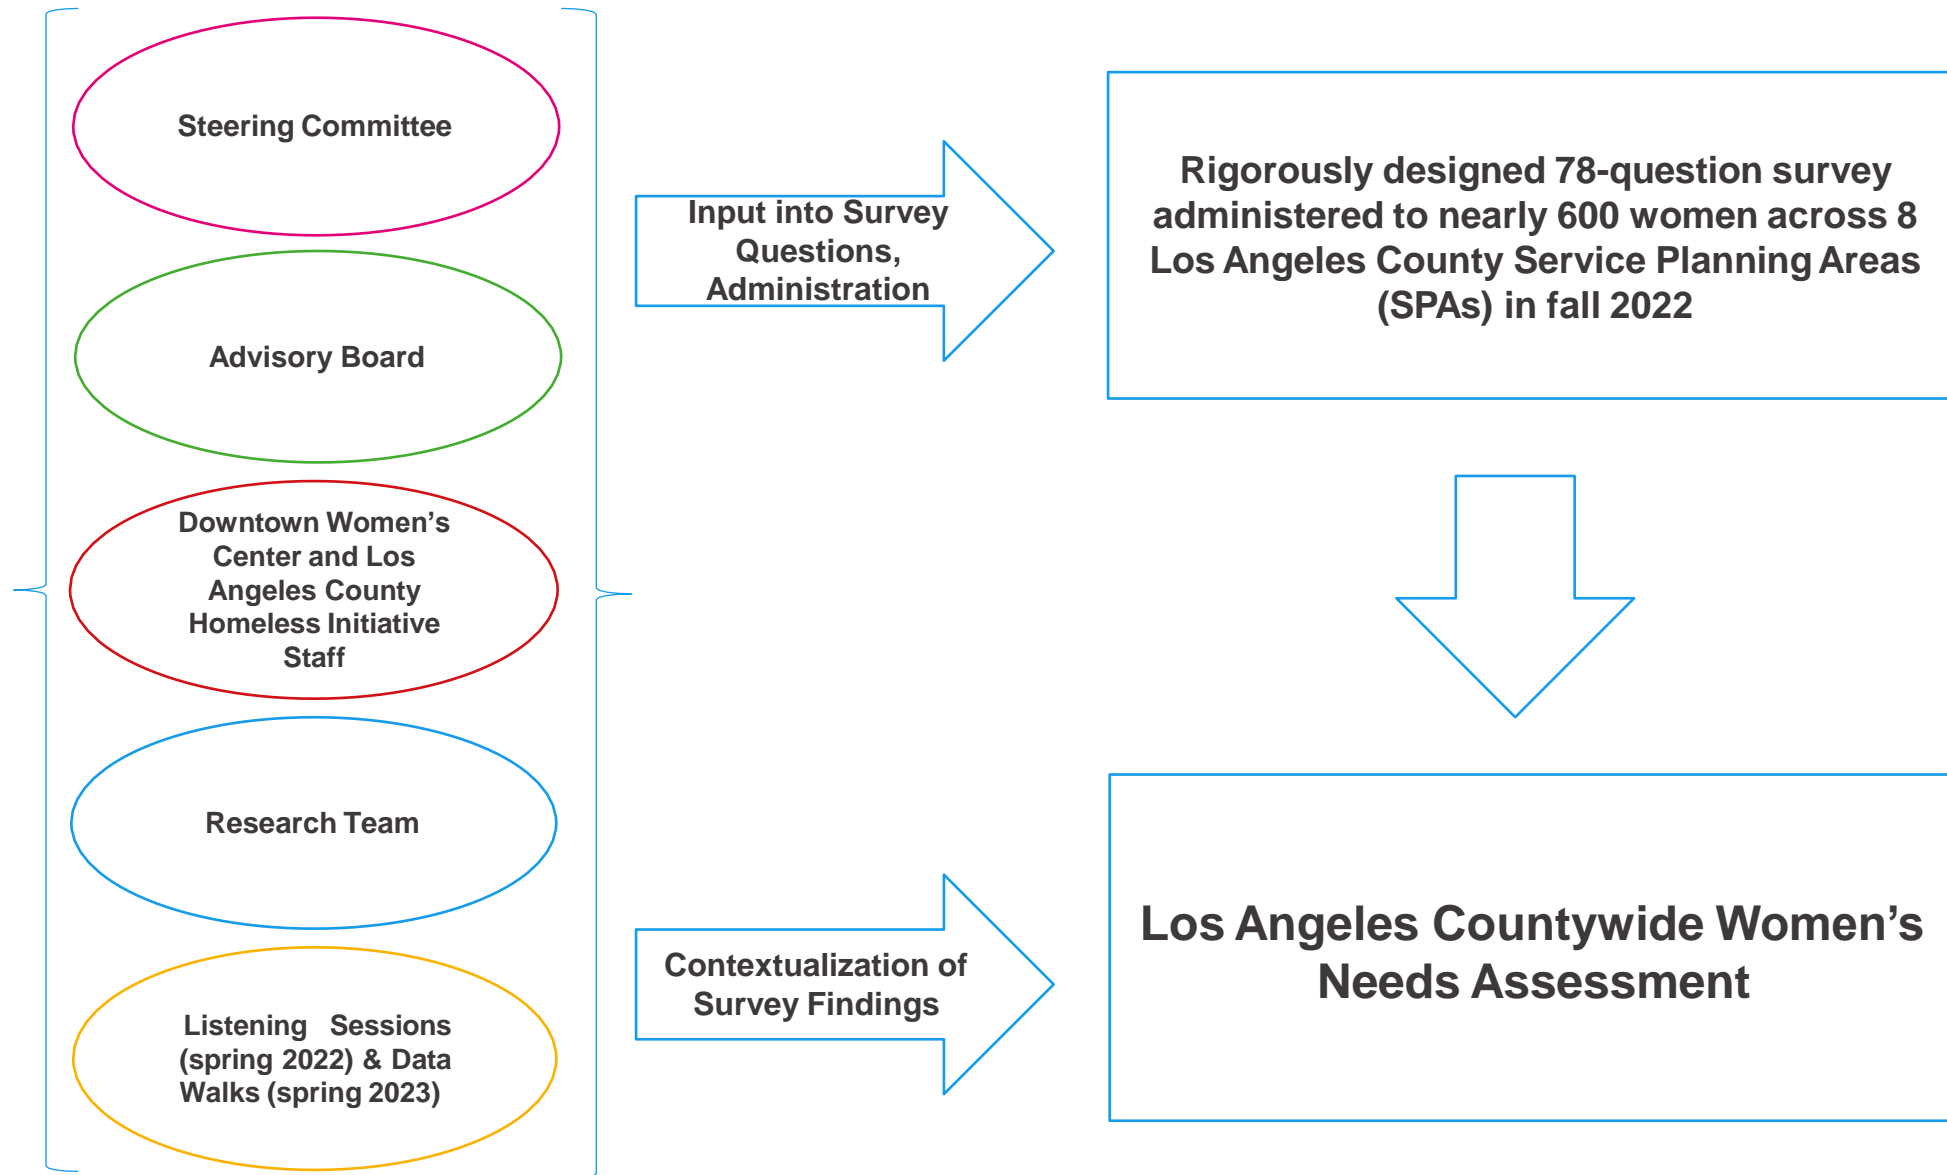 Steering Committee
Advisory Board
Downtown Women’s
Center and Los
Angeles County
Homeless Initiative
Staff
Research Team
Listening Sessions
(spring 2022) & Data
Walks (spring 2023)
Input into Survey
Questions,
Administration
Contextualization of
Survey Findings
Rigorously designed 78-question survey
administered to nearly 600 women across 8
Los Angeles County Service Planning Areas
(SPAs) in fall 2022
Los Angeles Countywide Women’s
Needs Assessment